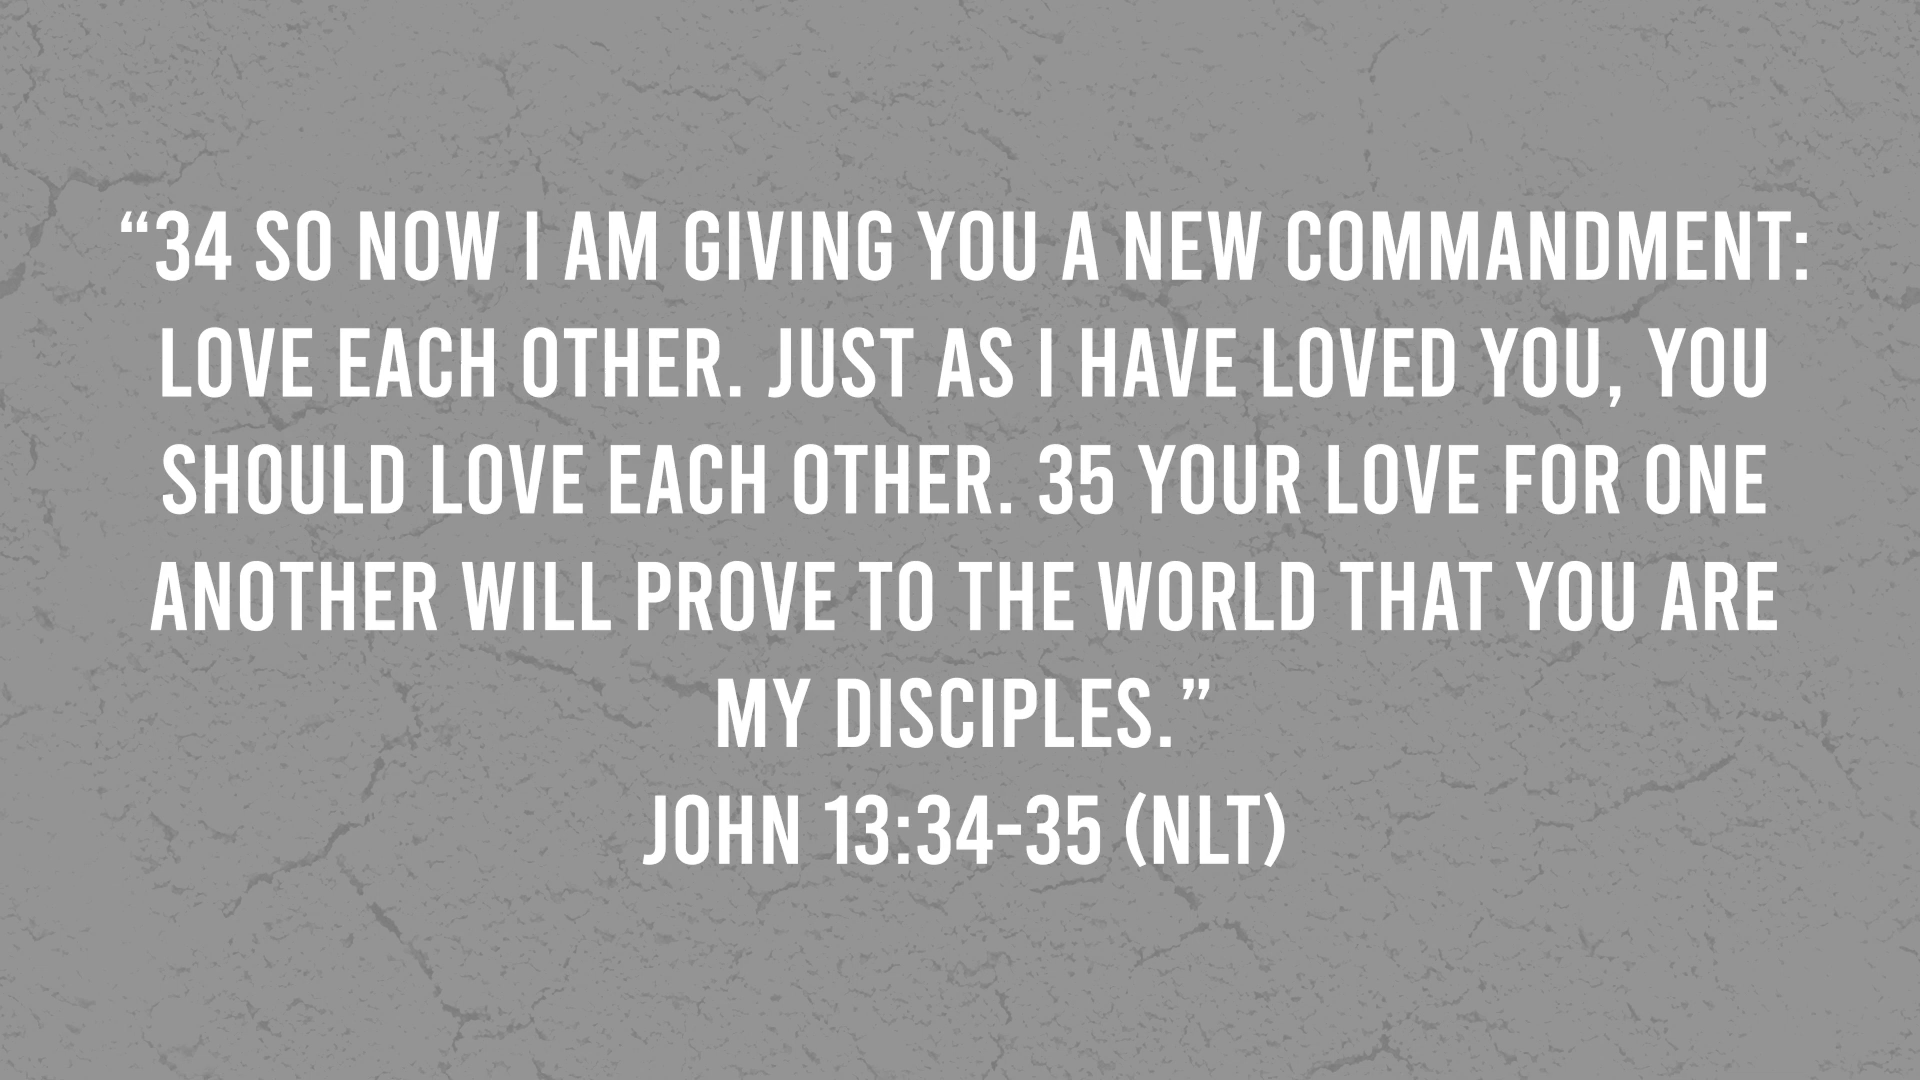 “34 SO NOW I AM GIVING YOU A NEW COMMANDMENT:
LOVE EACH OTHER. JUST AS I HAVE LOVED YOU, YOU
SHOULD LOVE EACH OTHER. 35 YOUR LOVE FOR ONE
ANOTHER WILL PROVE TO THE WORLD THAT YOU ARE
MY DISCIPLES.”
JOHN 13:34-35 (NLT)